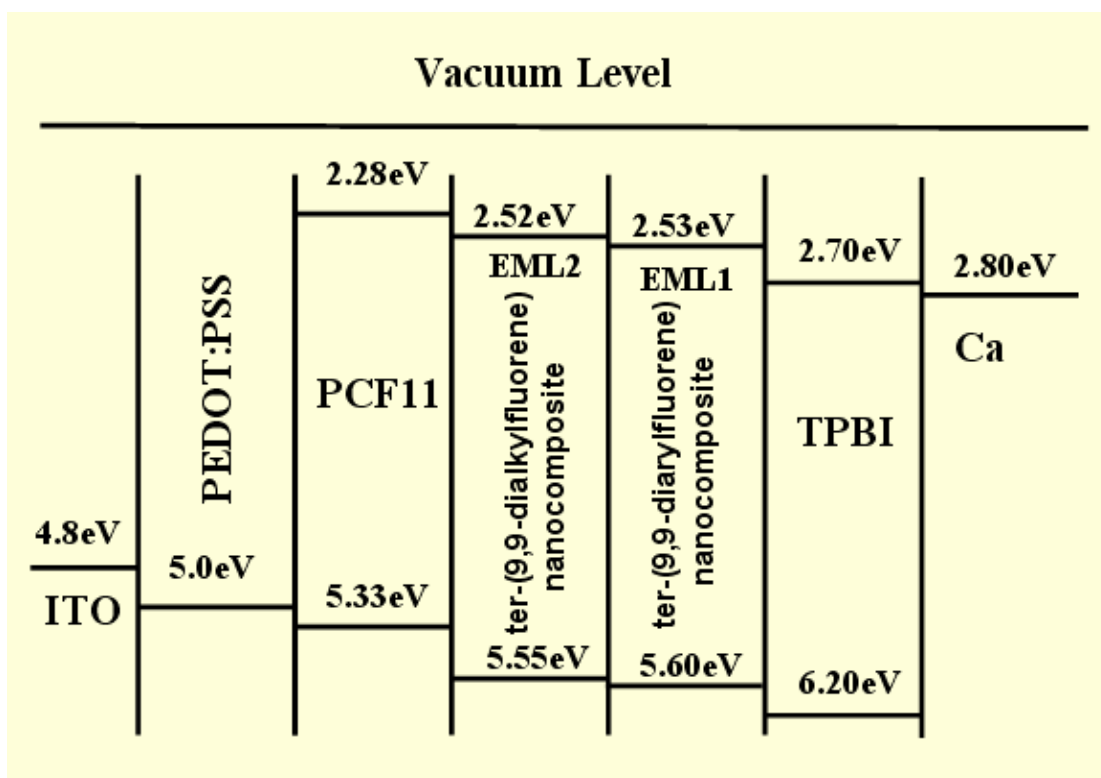 Vacuum Level
2.28eV
2.52eV
2.53eV
2.70eV
2.80eV
EML2
EML1
Ca
PEDOT:PSS
PCF11
ter-(9,9-dialkylfluorene)
nanocomposite
ter-(9,9-diarylfluorene)
nanocomposite
TPBI
4.8eV
ITO
5.0eV
5.33eV
5.55eV
5.60eV
6.20eV